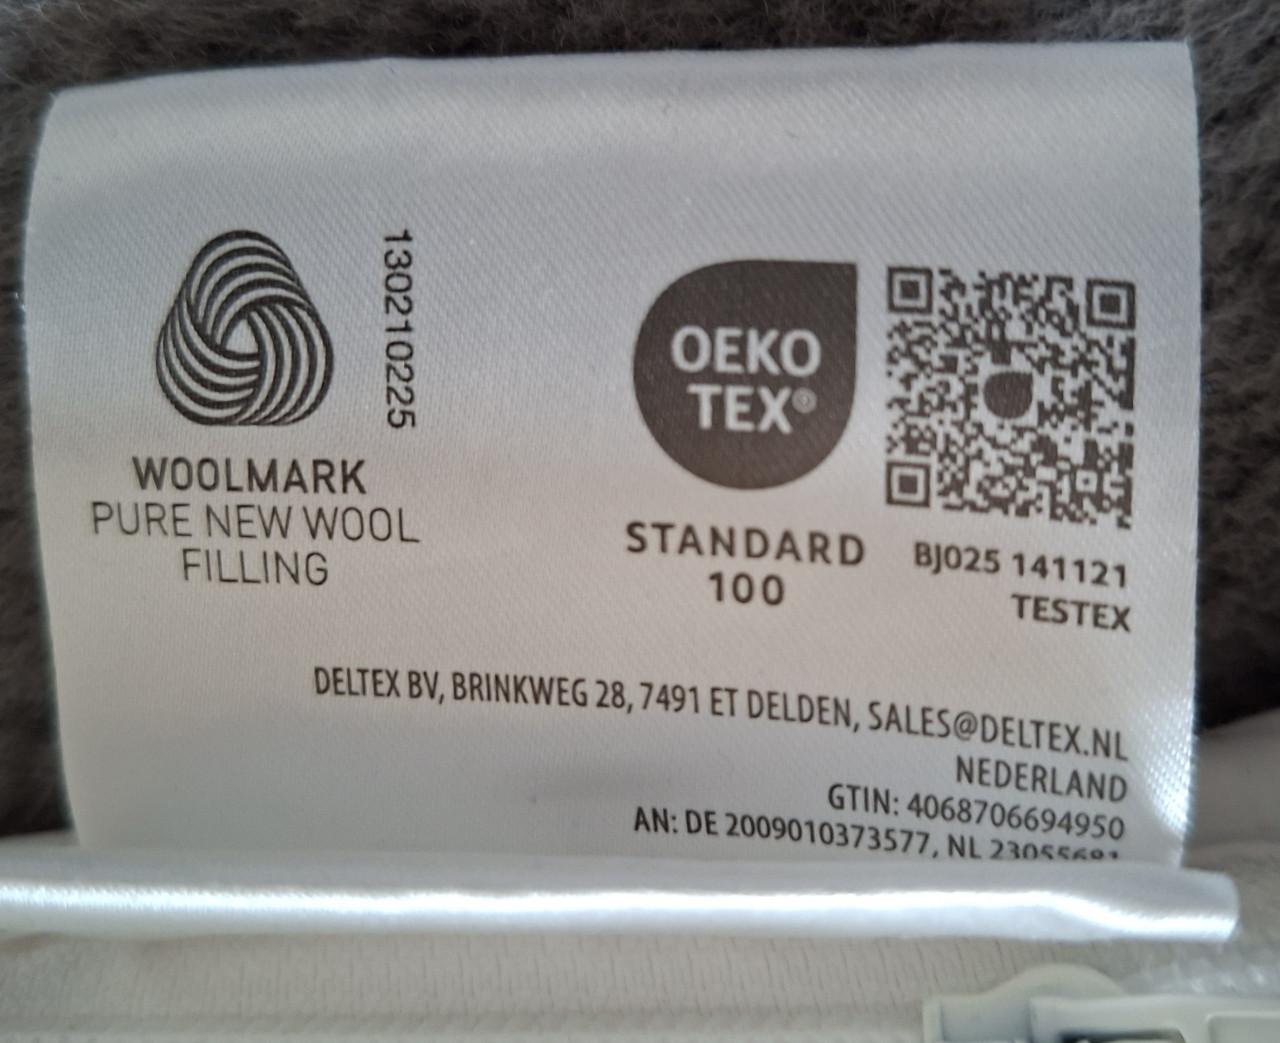 130210225
WOOLMARK
PURE NEW WOOL
FILLING
OEKO
TEX®
STANDARD
100
BJ025 141121
TESTEX
DELTEX BV, BRINKWEG 28, 7491 ET DELDEN, SALES@DELTEX.NL
NEDERLAND
GTIN: 4068706694950
AN: DE 2009010373577, NL 23055681